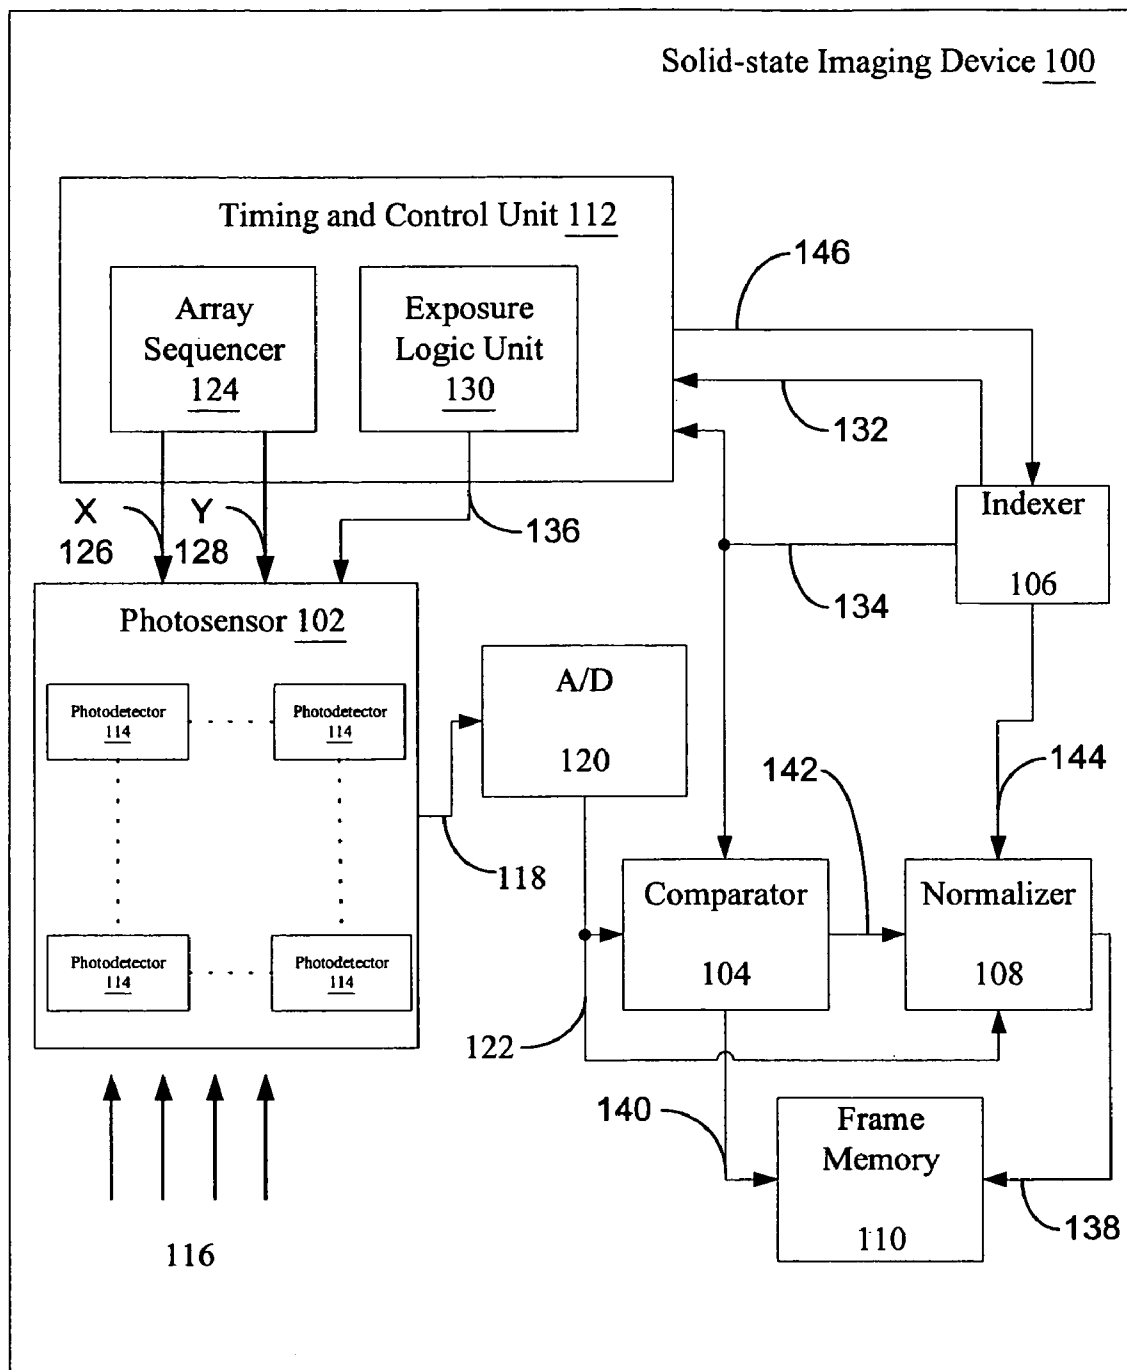 Solid-state Imaging Device 100
Timing and Control Unit 112
Array
Sequencer
124
Exposure
Logic Unit
130
146
132
X
126
Y
128
136
134
Indexer
106
Photosensor 102
Photodetector
114
Photodetector
114
Photodetector
114
Photodetector
114
A/D
120
118
142
144
Comparator
104
Normalizer
108
122
140
Frame
Memory
110
138
116